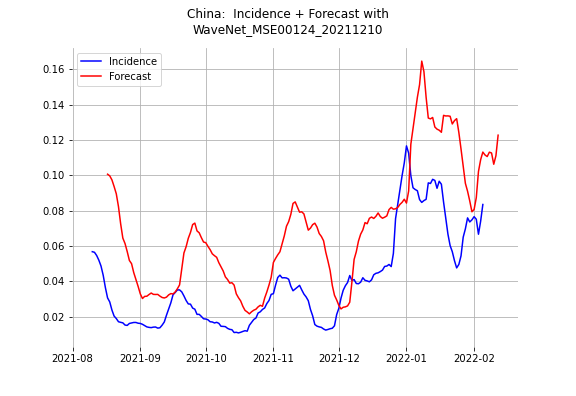 China:  Incidence + Forecast with
WaveNet_MSE00124_20211210
Incidence
Forecast
0.16
0.14
0.12
0.10
0.08
0.06
0.04
0.02
2021-08 2021-09 2021-10 2021-11 2021-12 2022-01 2022-02